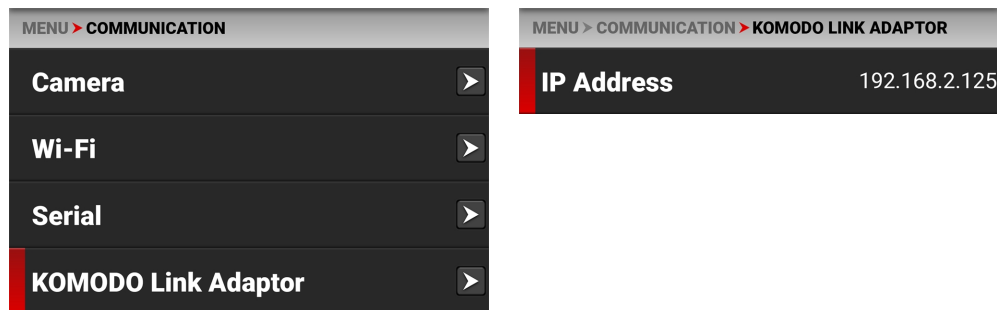 MENU > COMMUNICATION
Camera
Wi-Fi
Serial
KOMODO Link Adaptor
MENU > COMMUNICATION > KOMODO LINK ADAPTOR
IP Address 192.168.2.125